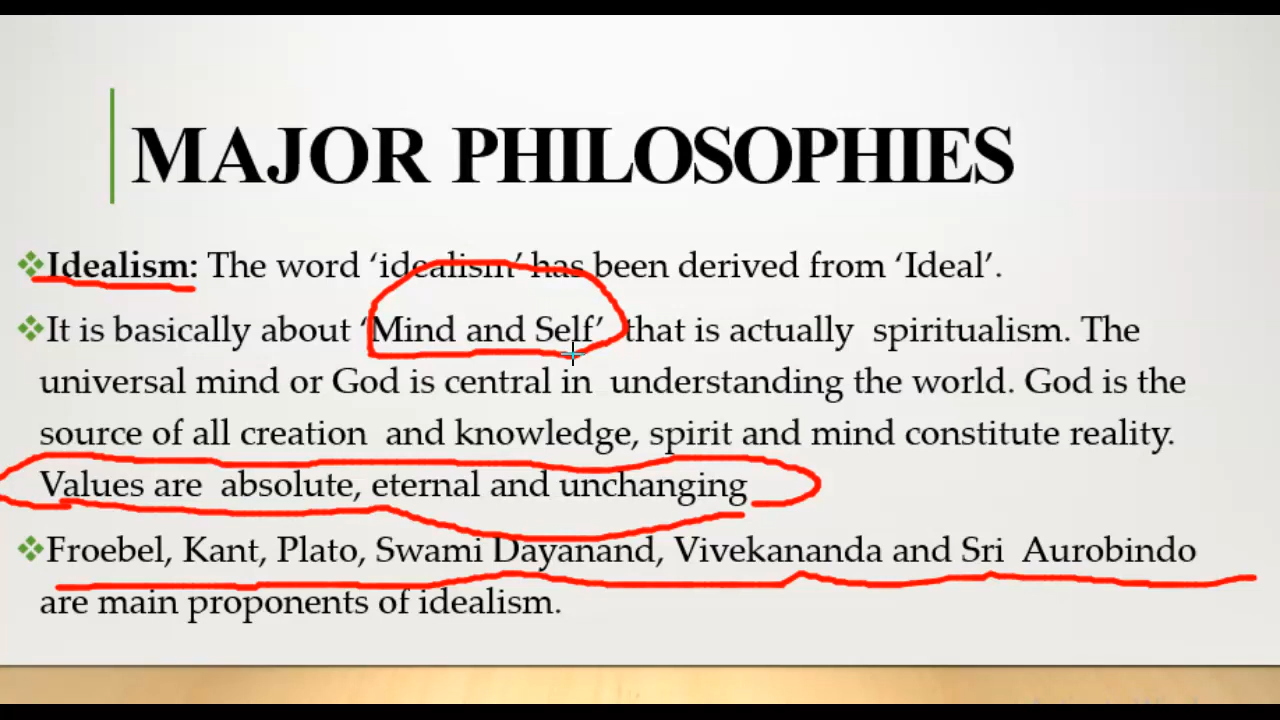 MAJOR PHILOSOPHIES
❖Idealism: The word ‘idealism’ has been derived from ‘Ideal’.
❖It is basically about ‘Mind and Self’, that is actually spiritualism. The
universal mind or God is central in understanding the world. God is the
source of all creation and knowledge, spirit and mind constitute reality.
Values are absolute, eternal and unchanging
❖Froebel, Kant, Plato, Swami Dayanand, Vivekananda and Sri Aurobindo
are main proponents of idealism.